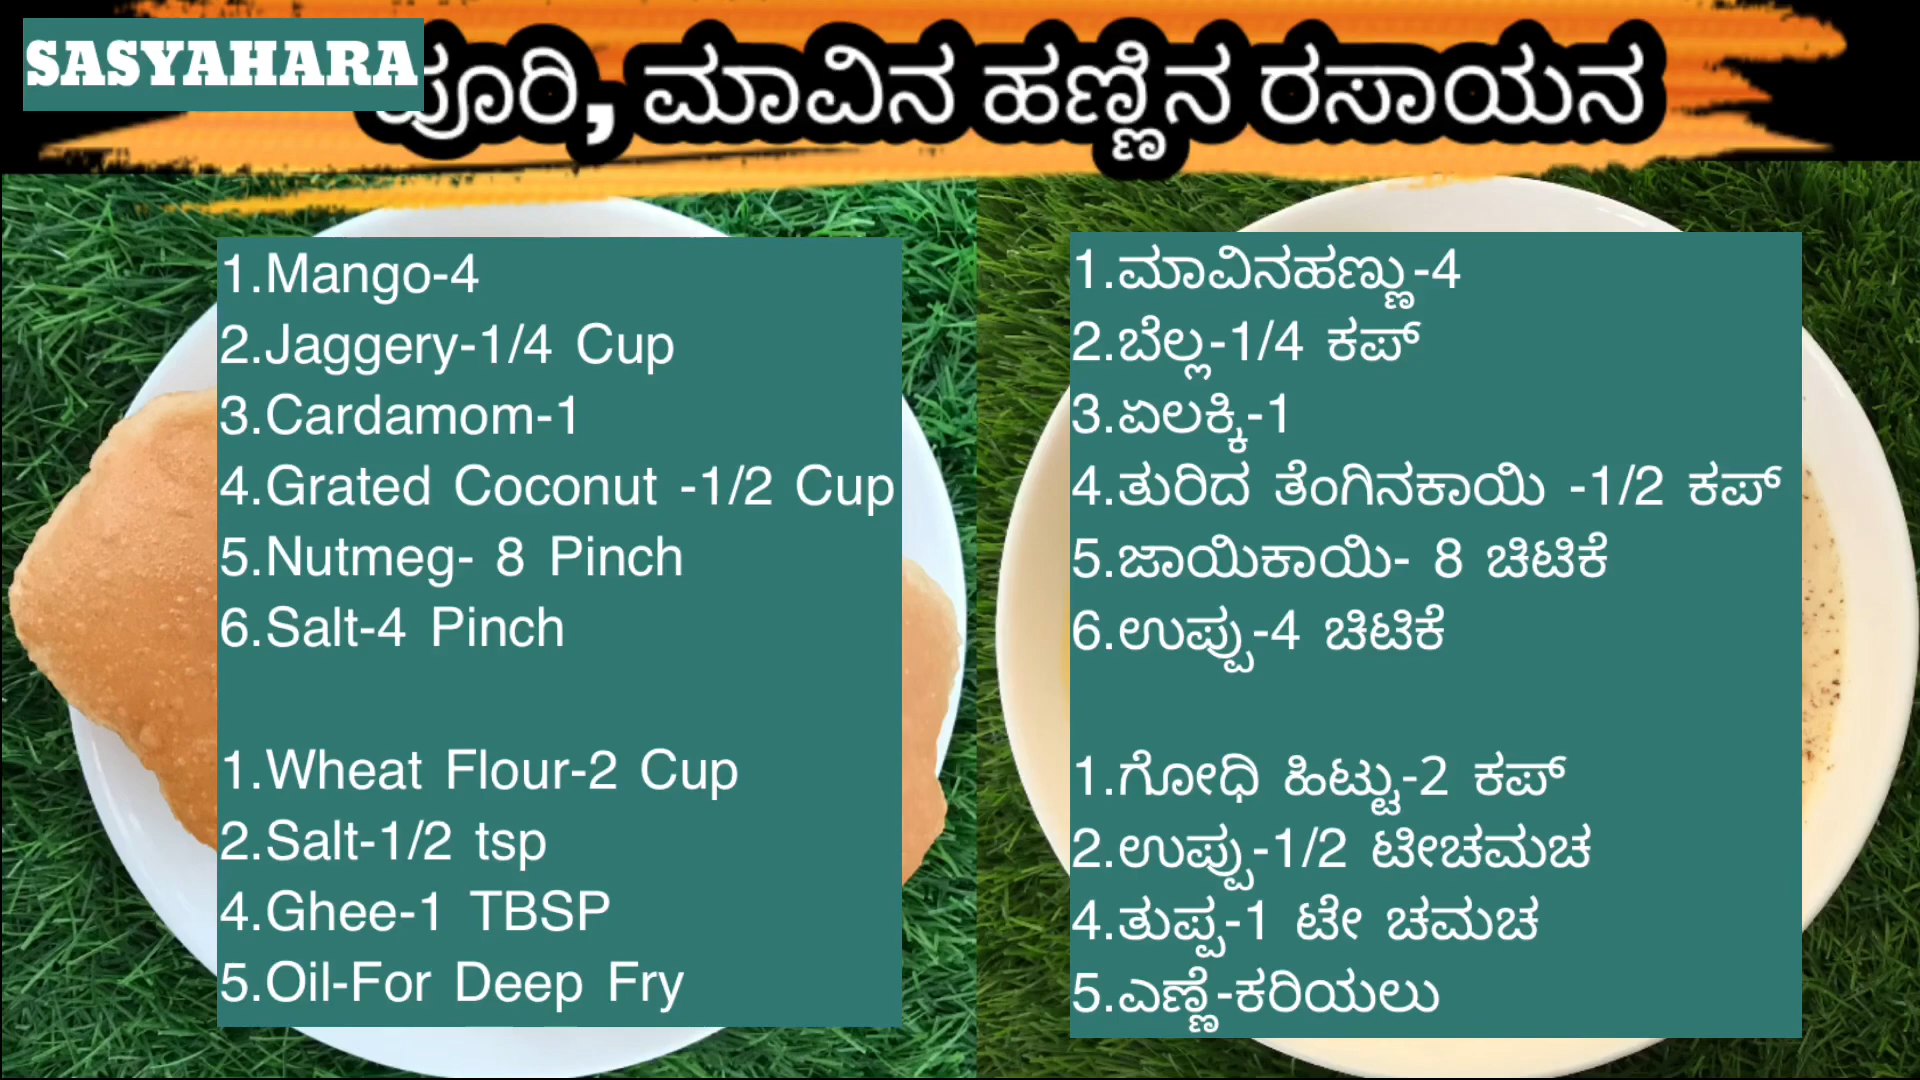 SASYAHARA
ಪೂರಿ, ಮಾವಿನ ಹಣ್ಣಿನ ರಸಾಯನ
1.Mango-4
2.Jaggery-1/4 Cup
3.Cardamom-1
4.Grated Coconut -1/2 Cup
5.Nutmeg- 8 Pinch
6.Salt-4 Pinch
1.Wheat Flour-2 Cup
2.Salt-1/2 tsp
4.Ghee-1 TBSP
5.Oil-For Deep Fry
1.ಮಾವಿನಹಣ್ಣು-4
2.ಬೆಲ್ಲ-1/4 ಕಪ್
3.ಏಲಕ್ಕಿ-1
4.ತುರಿದ ತೆಂಗಿನಕಾಯಿ -1/2 ಕಪ್
5.ಜಾಯಿಕಾಯಿ- 8 ಚಿಟಿಕೆ
6.ಉಪ್ಪು-4 ಚಿಟಿಕೆ
1.ಗೋಧಿ ಹಿಟ್ಟು-2 ಕಪ್
2.ಉಪ್ಪು-1/2 ಟೀಚಮಚ
4.ತುಪ್ಪ-1 ಟೇ ಚಮಚ
5.ಎಣ್ಣೆ-ಕರಿಯಲು